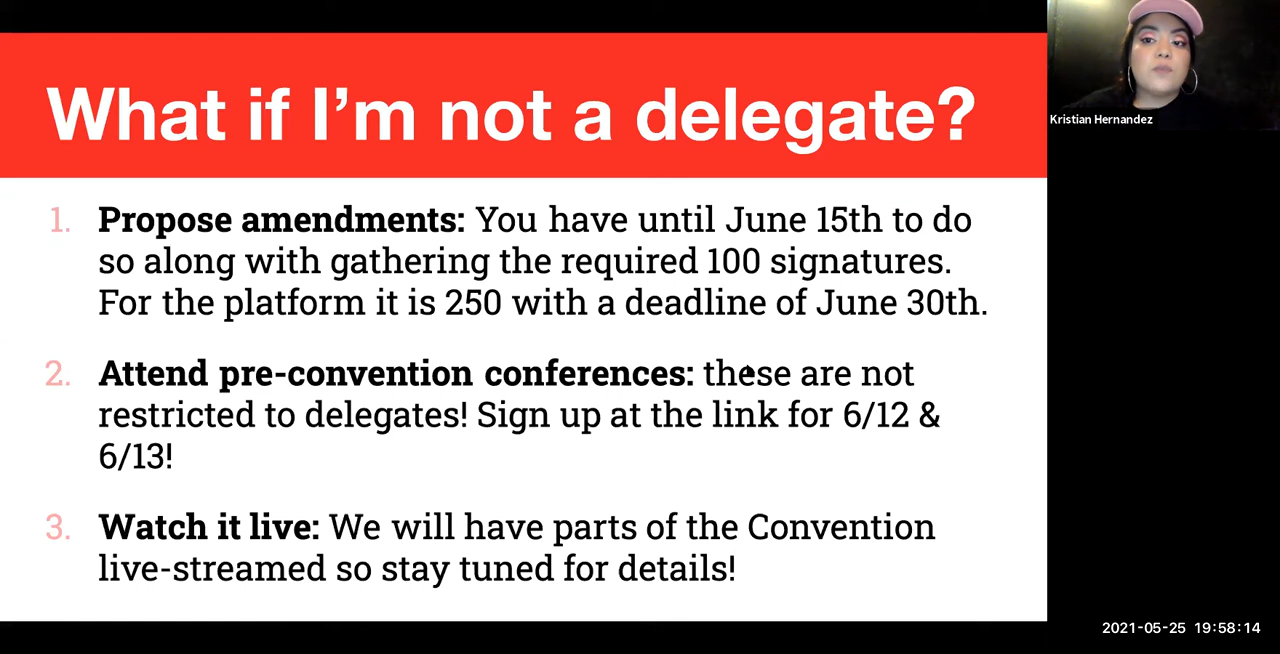 What if I’m not a delegate?
1. Propose amendments: You have until June 15th to do
so along with gathering the required 100 signatures.
For the platform it is 250 with a deadline of June 30th.
2. Attend pre-convention conferences: these are not
restricted to delegates! Sign up at the link for 6/12 &
6/13!
3. Watch it live: We will have parts of the Convention
live-streamed so stay tuned for details!
Kristian Hernandez
2021-05-25 19:58:14